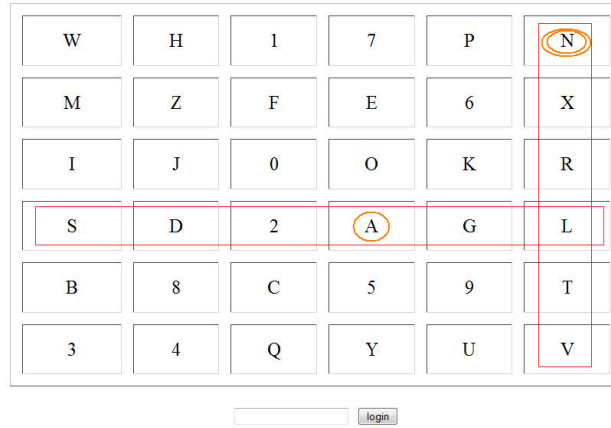 W H 1 7 P N
M Z F E 6 X
I J 0 O K R
S D 2 A G L
B 8 C 5 9 T
3 4 Q Y U V
login